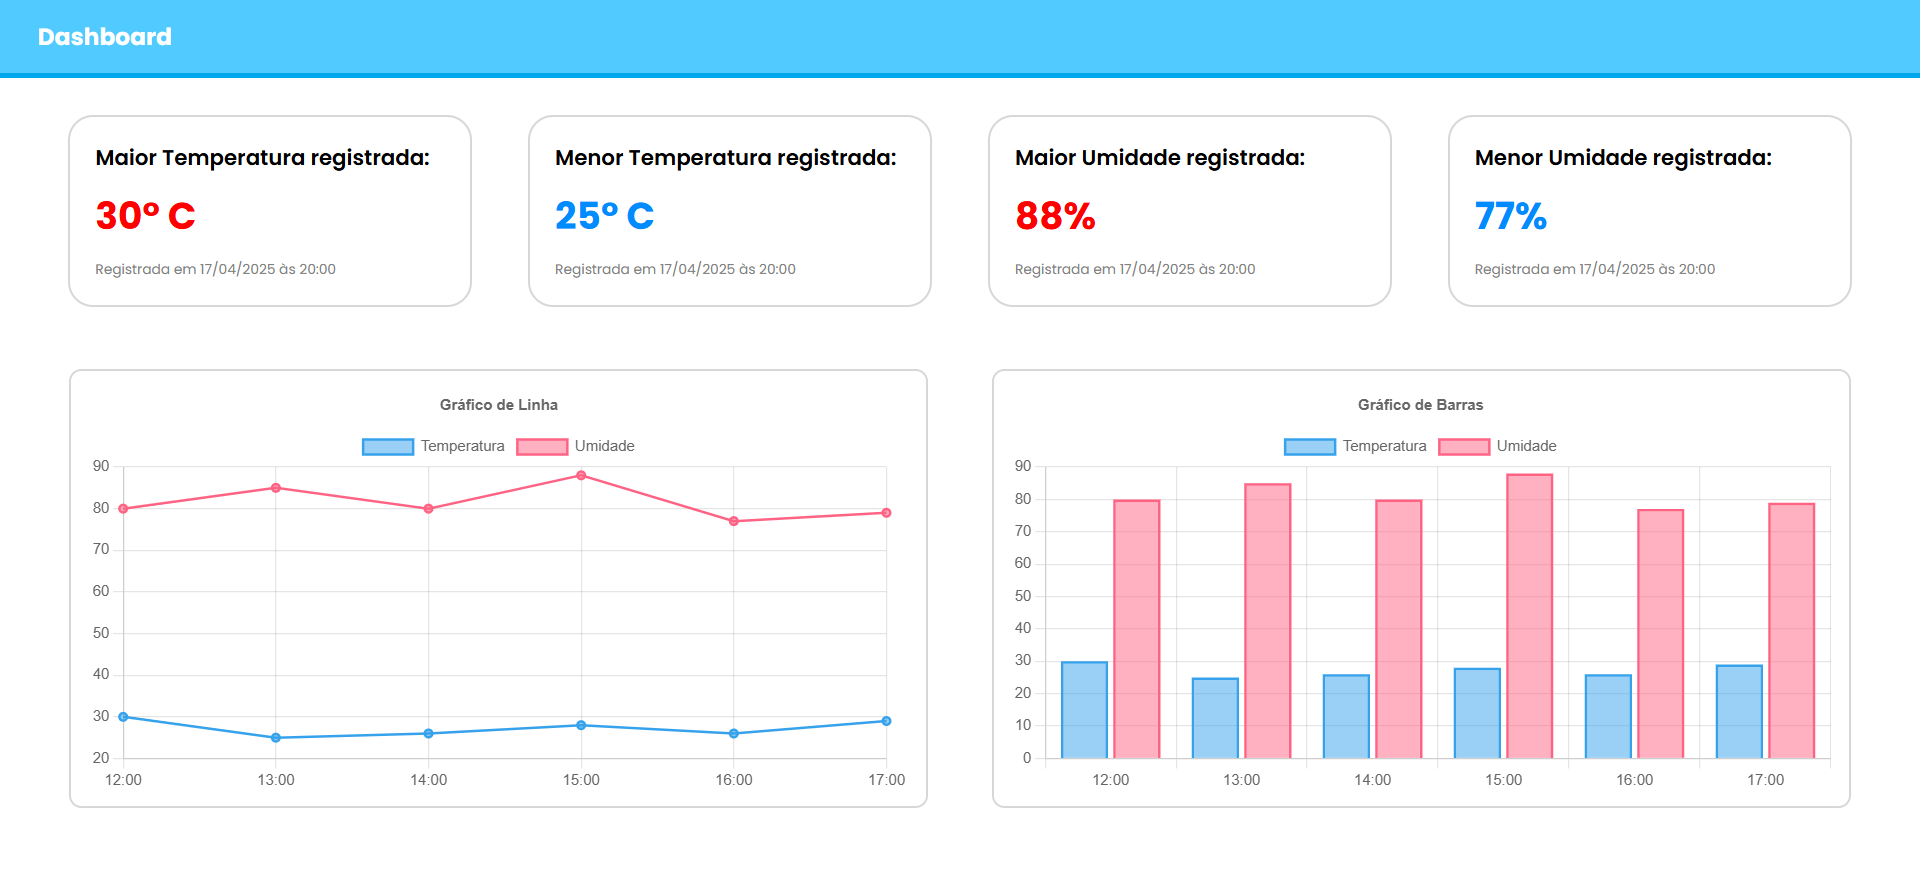 Dashboard
Maior Temperatura registrada:
30° C
Registrada em 17/04/2025 às 20:00
Menor Temperatura registrada:
25° C
Registrada em 17/04/2025 às 20:00
Maior Umidade registrada:
88%
Registrada em 17/04/2025 às 20:00
Menor Umidade registrada:
77%
Registrada em 17/04/2025 às 20:00
Gráfico de Linha
Temperatura Umidade
90
80
70
60
50
40
30
20
12:00 13:00 14:00 15:00 16:00 17:00
Gráfico de Barras
Temperatura Umidade
90
80
70
60
50
40
30
20
10
0
12:00 13:00 14:00 15:00 16:00 17:00